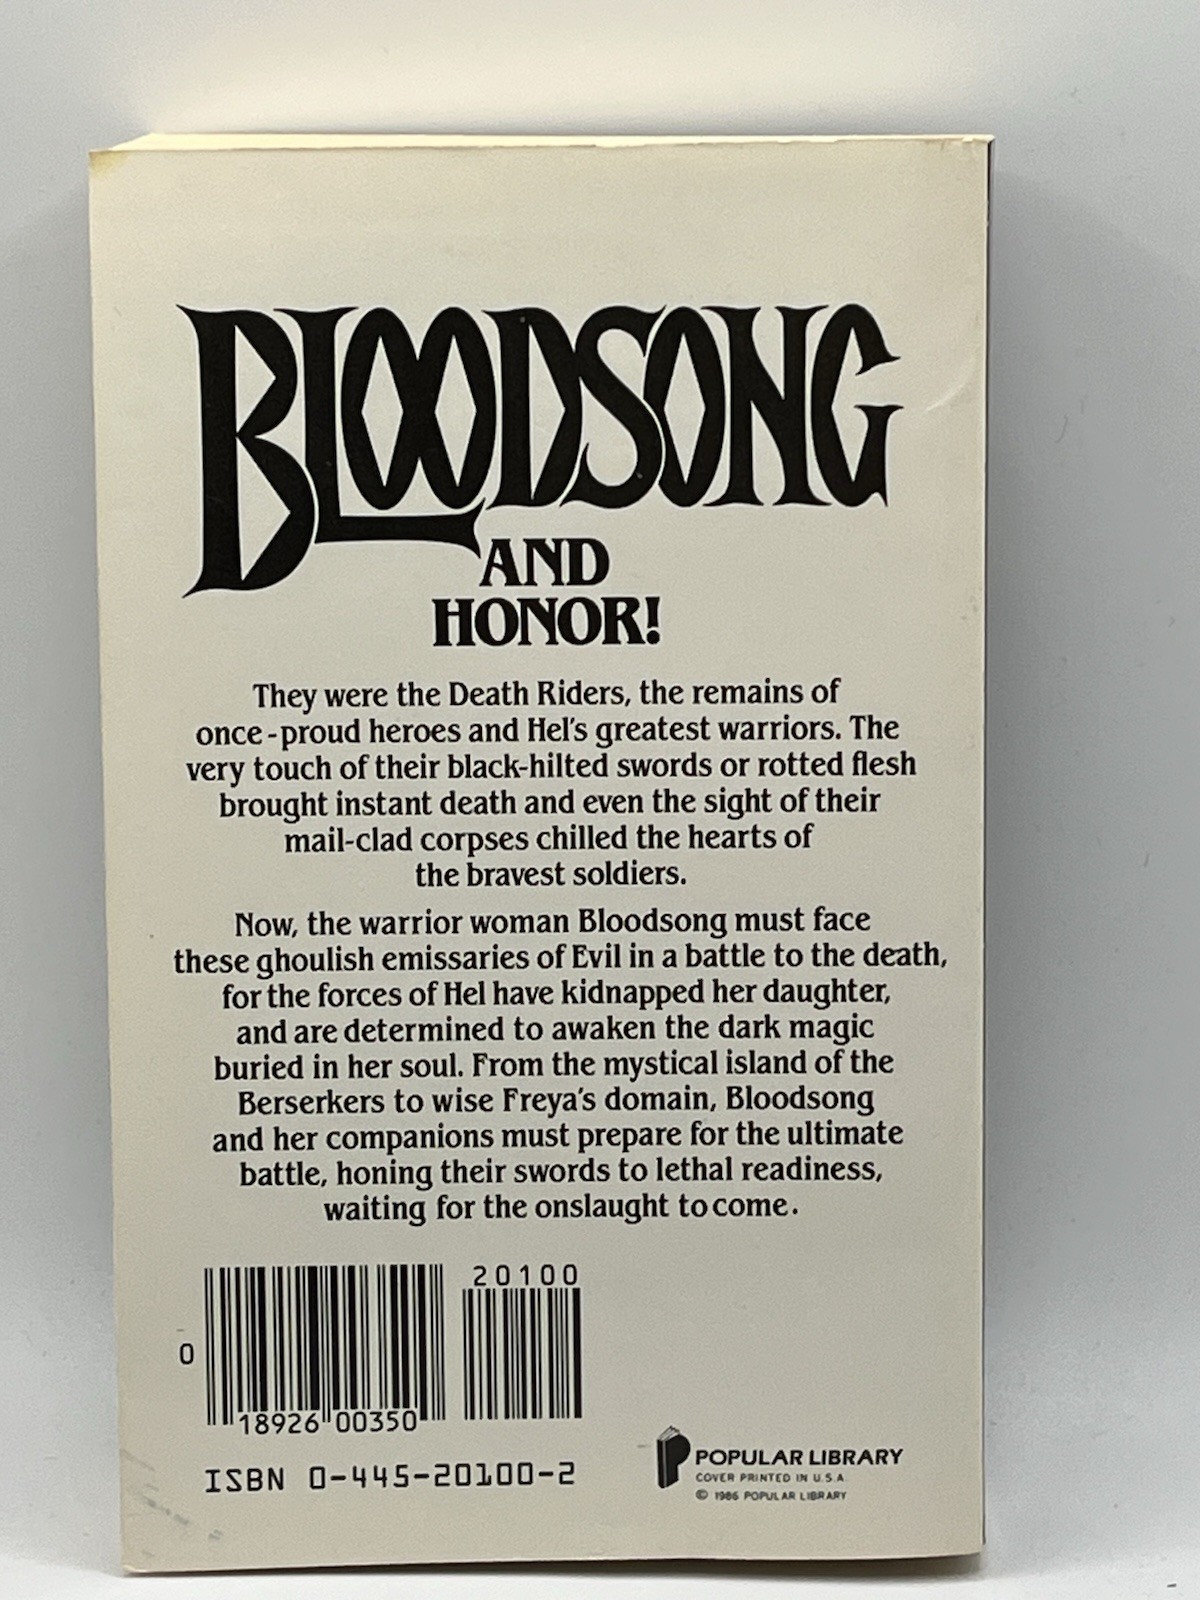 BLOODSONG
AND
HONOR!
They were the Death Riders, the remains of
once-proud heroes and Hel's greatest warriors. The
very touch of their black-hilted swords or rotted flesh
brought instant death and even the sight of their
mail-clad corpses chilled the hearts of
the bravest soldiers.
Now, the warrior woman Bloodsong must face
these ghoulish emissaries of Evil in a battle to the death,
for the forces of Hel have kidnapped her daughter,
and are determined to awaken the dark magic
buried in her soul. From the mystical island of the
Berserkers to wise Freya's domain, Bloodsong
and her companions must prepare for the ultimate
battle, honing their swords to lethal readiness,
waiting for the onslaught to come.
20100
0
18926 00350
ISBN 0-445-20100-2
POPULAR LIBRARY
COVER PRINTED IN U.S.A.
© 1986 POPULAR LIBRARY